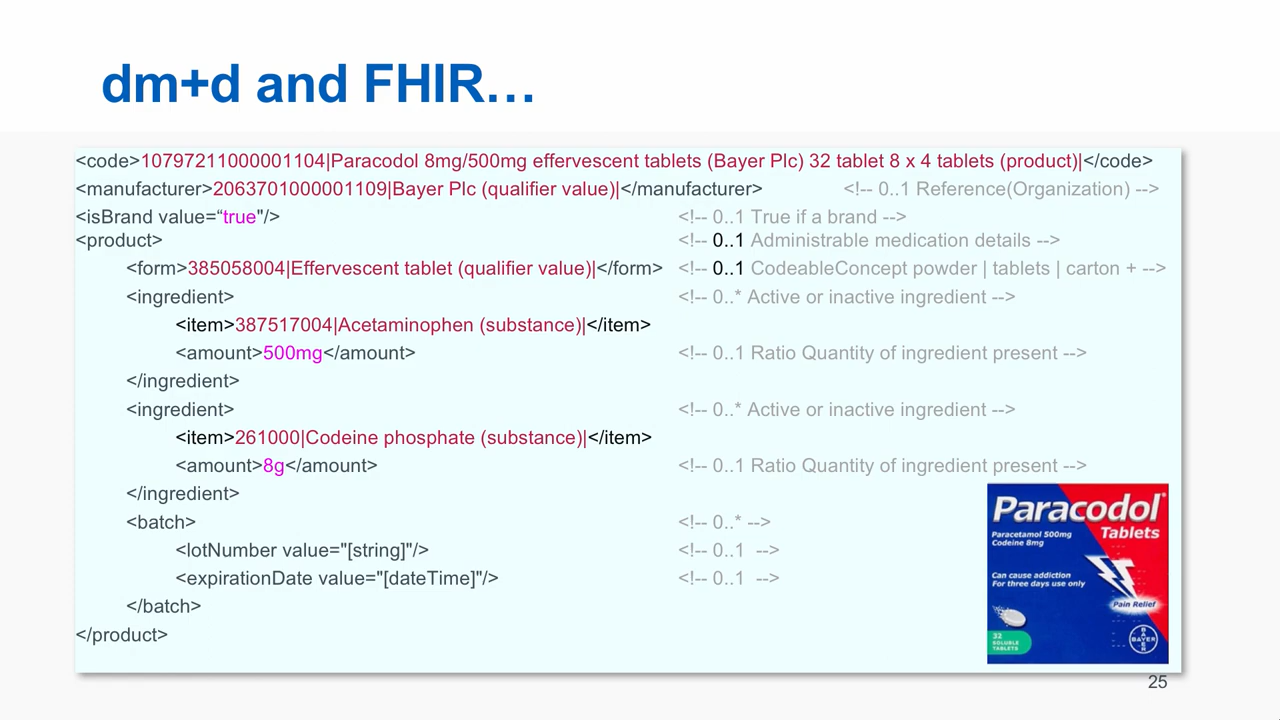 dm+d and FHIR…
<code>10797211000001104|Paracodol 8mg/500mg effervescent tablets (Bayer Plc) 32 tablet 8 x 4 tablets (product)|</code>
<manufacturer>2063701000001109|Bayer Plc (qualifier value)|</manufacturer> <!-- 0..1 Reference(Organization) -->
<isBrand value=“true"/> <!-- 0..1 True if a brand -->
<product> <!-- 0..1 Administrable medication details -->
<form>385058004|Effervescent tablet (qualifier value)|</form> <!-- 0..1 CodeableConcept powder | tablets | carton + -->
<ingredient> <!-- 0..* Active or inactive ingredient -->
<item>387517004|Acetaminophen (substance)|</item>
<amount>500mg</amount> <!-- 0..1 Ratio Quantity of ingredient present -->
</ingredient>
<ingredient> <!-- 0..* Active or inactive ingredient -->
<item>261000|Codeine phosphate (substance)|</item>
<amount>8g</amount> <!-- 0..1 Ratio Quantity of ingredient present -->
</ingredient>
<batch> <!-- 0..* -->
<lotNumber value="[string]"/> <!-- 0..1 -->
<expirationDate value="[dateTime]"/> <!-- 0..1 -->
</batch>
</product>
Paracodol®
Tablets
Paracetamol 500mg
Codeine 8mg
Can cause addiction
For three days use only
Pain Relief
32
SOLUBLE
TABLETS
BAYER
25